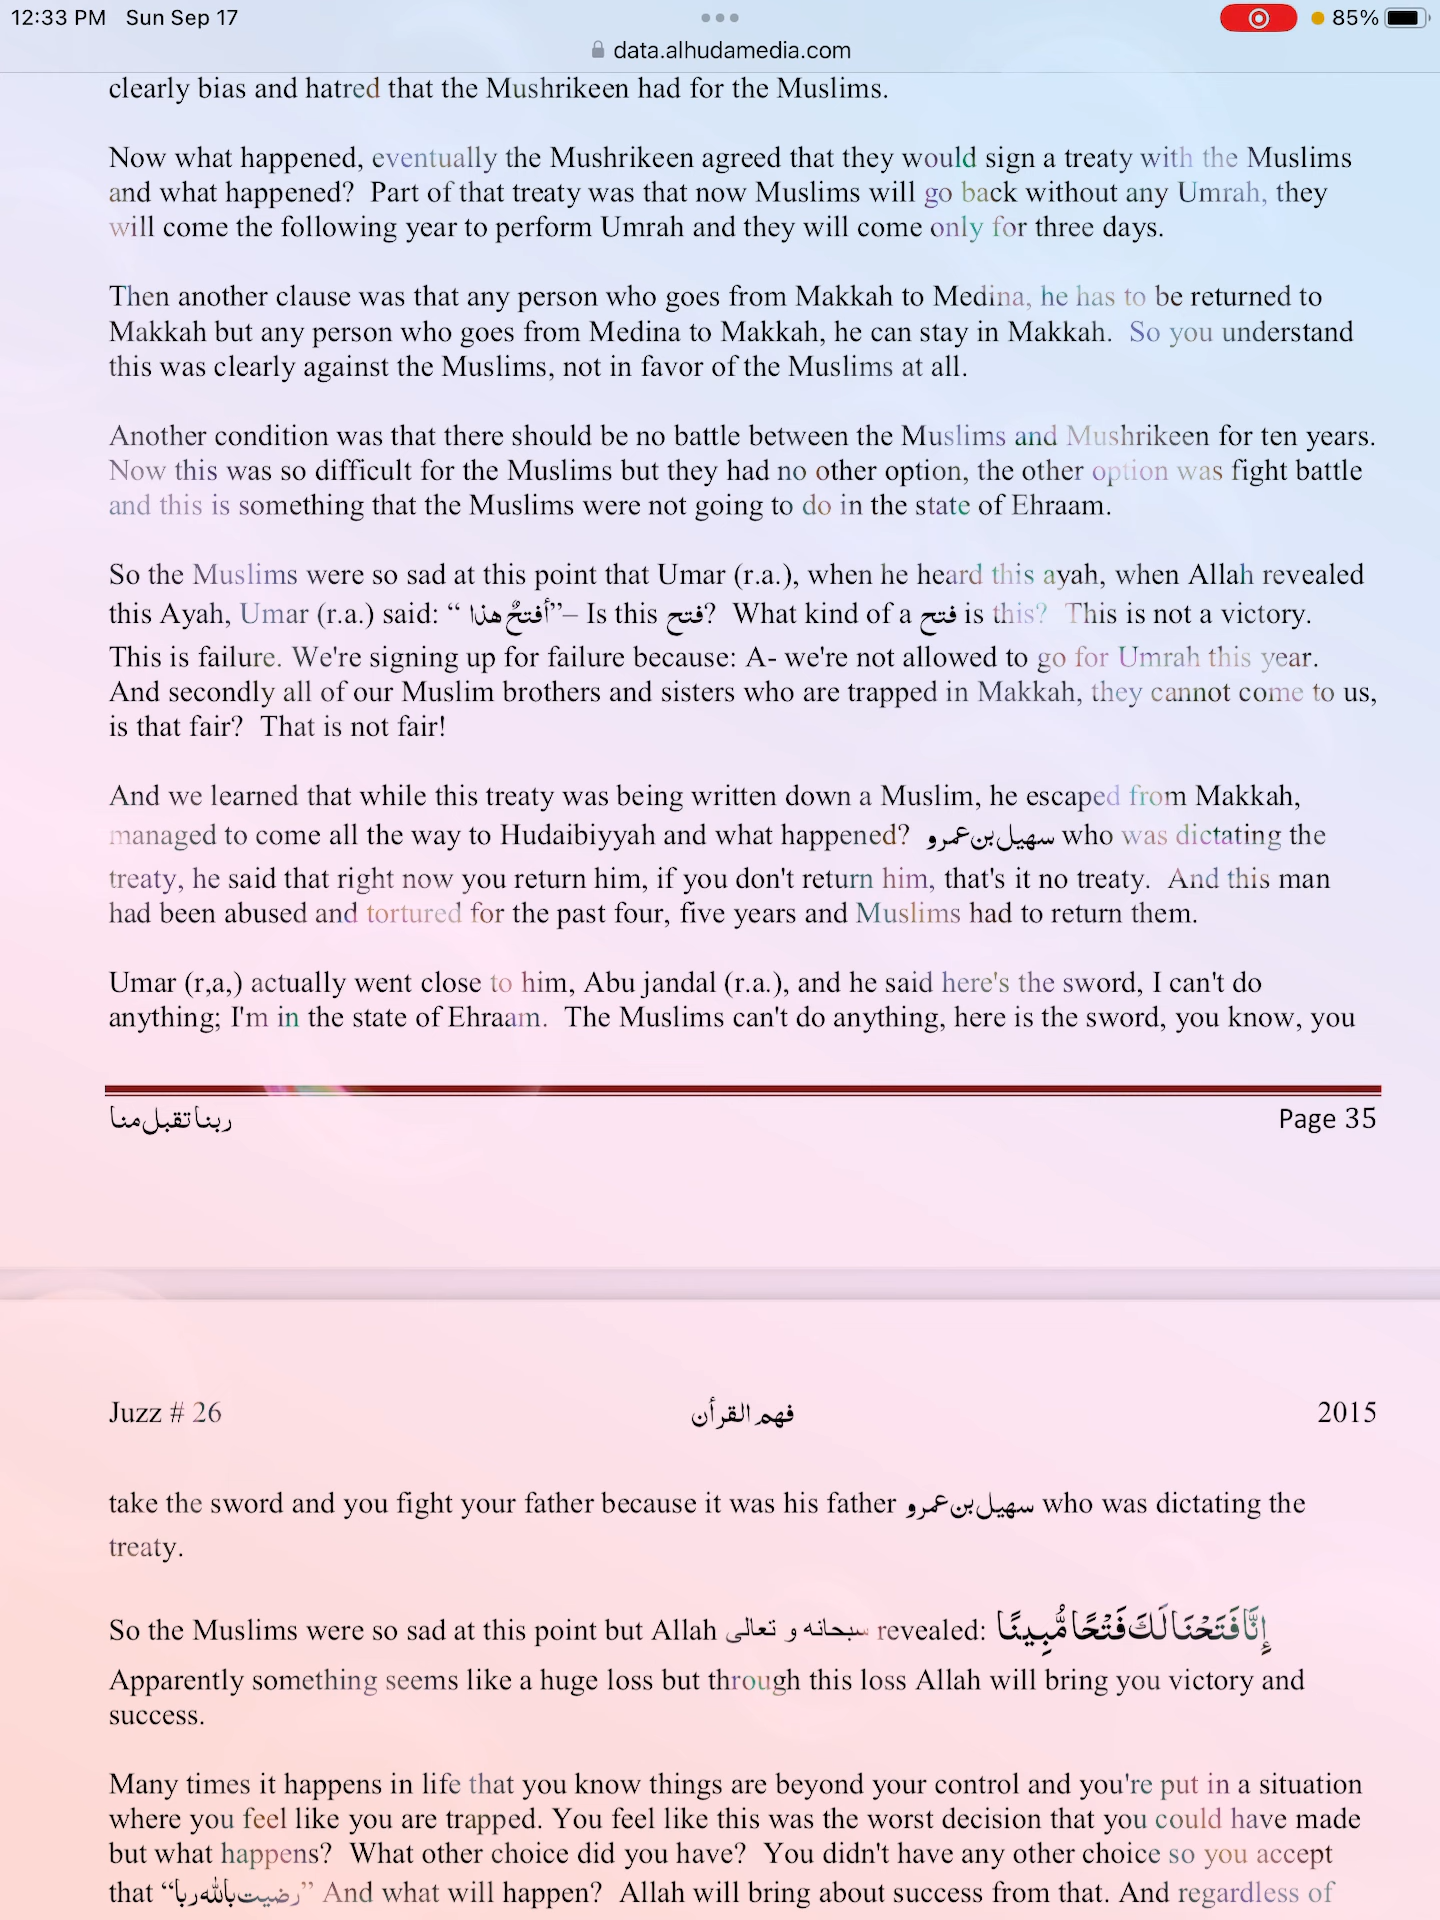 12:33 PM Sun Sep 17
85%
data.alhudamedia.com
clearly bias and hatred that the Mushrikeen had for the Muslims.
Now what happened, eventually the Mushrikeen agreed that they would sign a treaty with the Muslims
and what happened? Part of that treaty was that now Muslims will go back without any Umrah, they
will come the following year to perform Umrah and they will come only for three days.
Then another clause was that any person who goes from Makkah to Medina, he has to be returned to
Makkah but any person who goes from Medina to Makkah, he can stay in Makkah. So you understand
this was clearly against the Muslims, not in favor of the Muslims at all.
Another condition was that there should be no battle between the Muslims and Mushrikeen for ten years.
Now this was so difficult for the Muslims but they had no other option, the other option was fight battle
and this is something that the Muslims were not going to do in the state of Ehraam.
So the Muslims were so sad at this point that Umar (r.a.), when he heard this ayah, when Allah revealed
this Ayah, Umar (r.a.) said: “ أفتحٌ هذا”– Is this فتح? What kind of a فتح is this? This is not a victory.
This is failure. We're signing up for failure because: A- we're not allowed to go for Umrah this year.
And secondly all of our Muslim brothers and sisters who are trapped in Makkah, they cannot come to us,
is that fair? That is not fair!
And we learned that while this treaty was being written down a Muslim, he escaped from Makkah,
managed to come all the way to Hudaibiyyah and what happened? سهيل بن عمرو who was dictating the
treaty, he said that right now you return him, if you don't return him, that's it no treaty. And this man
had been abused and tortured for the past four, five years and Muslims had to return them.
Umar (r,a,) actually went close to him, Abu jandal (r.a.), and he said here's the sword, I can't do
anything; I'm in the state of Ehraam. The Muslims can't do anything, here is the sword, you know, you
ربنا تقبل منا
Page 35
Juzz # 26
فهم القرأن
2015
take the sword and you fight your father because it was his father سهيل بن عمرو who was dictating the
treaty.
So the Muslims were so sad at this point but Allah سبحانه و تعالى revealed: إِنَّا فَتَحْنَا لَكَ فَتْحًا مُّبِينًا
Apparently something seems like a huge loss but through this loss Allah will bring you victory and
success.
Many times it happens in life that you know things are beyond your control and you're put in a situation
where you feel like you are trapped. You feel like this was the worst decision that you could have made
but what happens? What other choice did you have? You didn't have any other choice so you accept
that “رضيت بالله ربا” And what will happen? Allah will bring about success from that. And regardless of